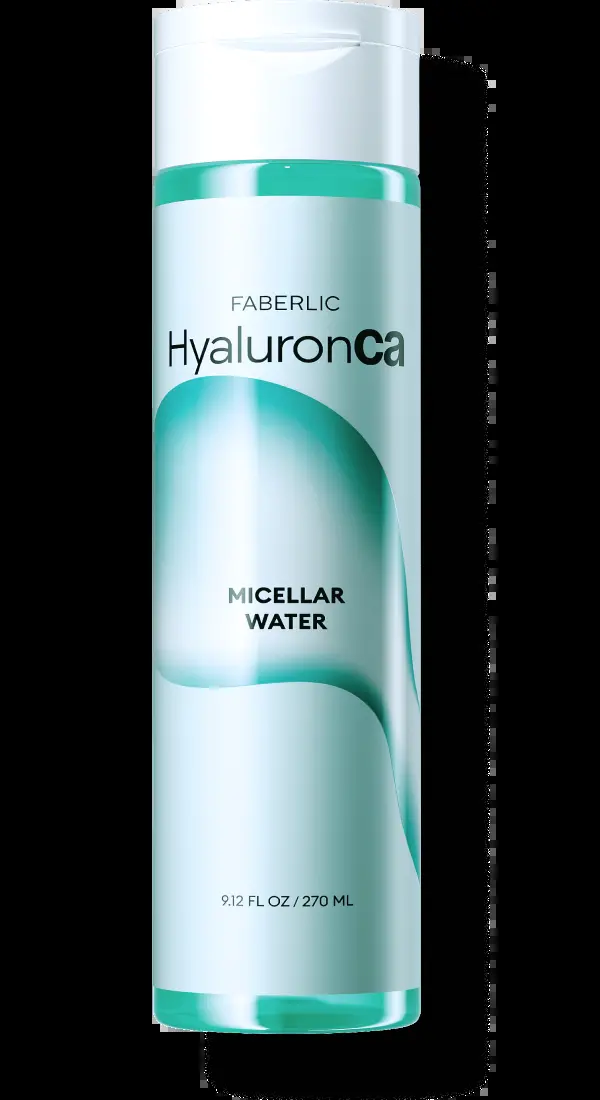 FABERLIC
HyaluronCa
MICELLAR
WATER
9.12 FL OZ / 270 ML